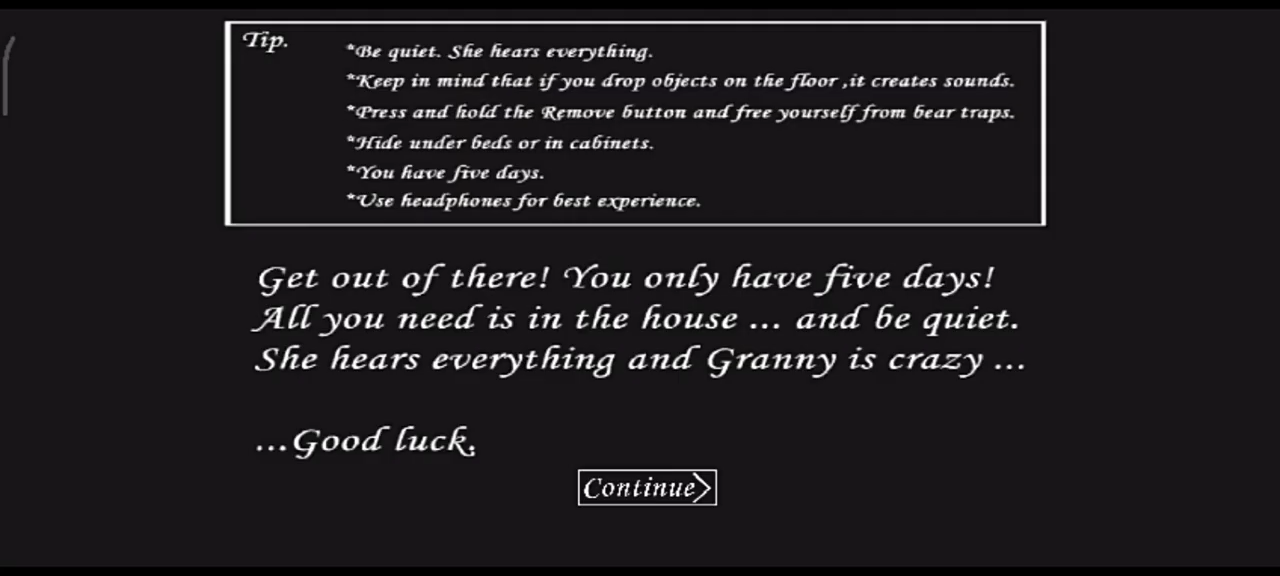 Tip.
*Be quiet. She hears everything.
*Keep in mind that if you drop objects on the floor ,it creates sounds.
*Press and hold the Remove button and free yourself from bear traps.
*Hide under beds or in cabinets.
*You have five days.
*Use headphones for best experience.
Get out of there! You only have five days!
All you need is in the house ... and be quiet.
She hears everything and Granny is crazy ...
...Good luck.
Continue>